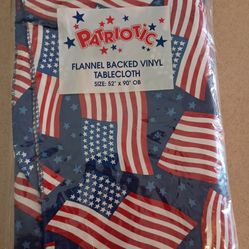 PATRIOTIC
FLANNEL BACKED VINYL
TABLECLOTH
SIZE: 52" x 90" OB